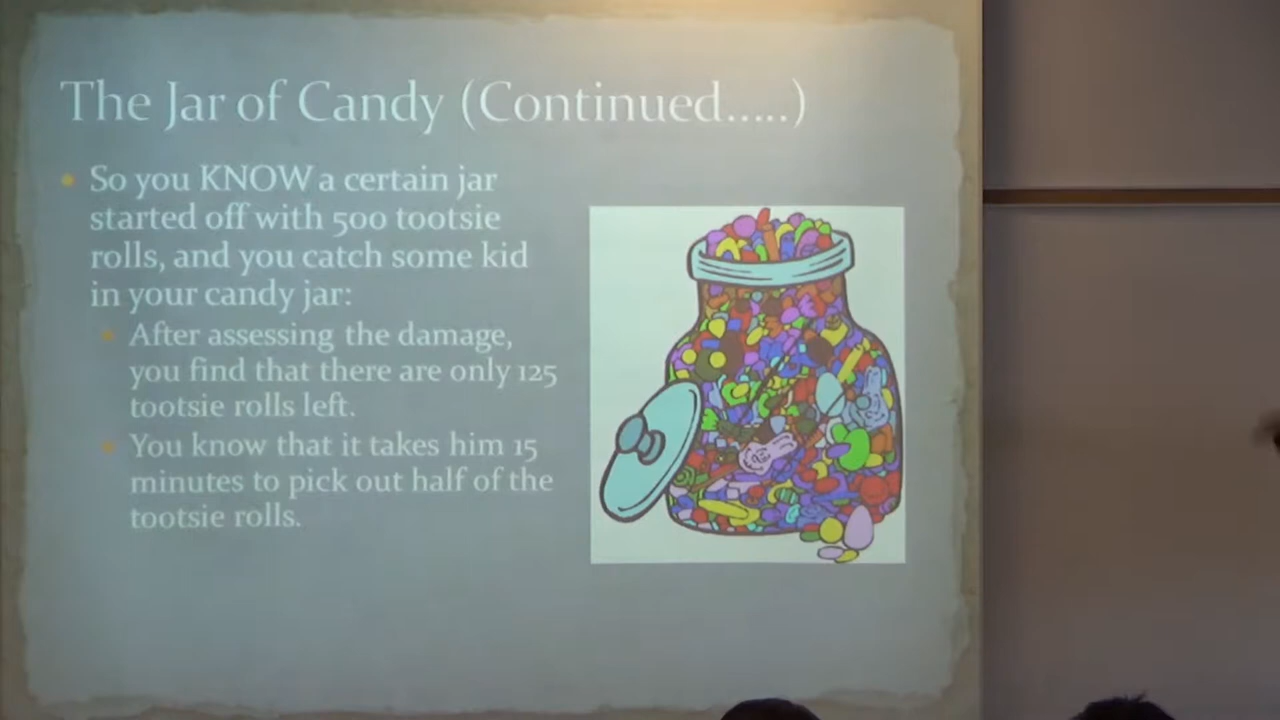 The Jar of Candy (Continued.....)
• So you KNOW a certain jar
started off with 500 tootsie
rolls, and you catch some kid
in your candy jar:
• After assessing the damage,
you find that there are only 125
tootsie rolls left.
• You know that it takes him 15
minutes to pick out half of the
tootsie rolls.